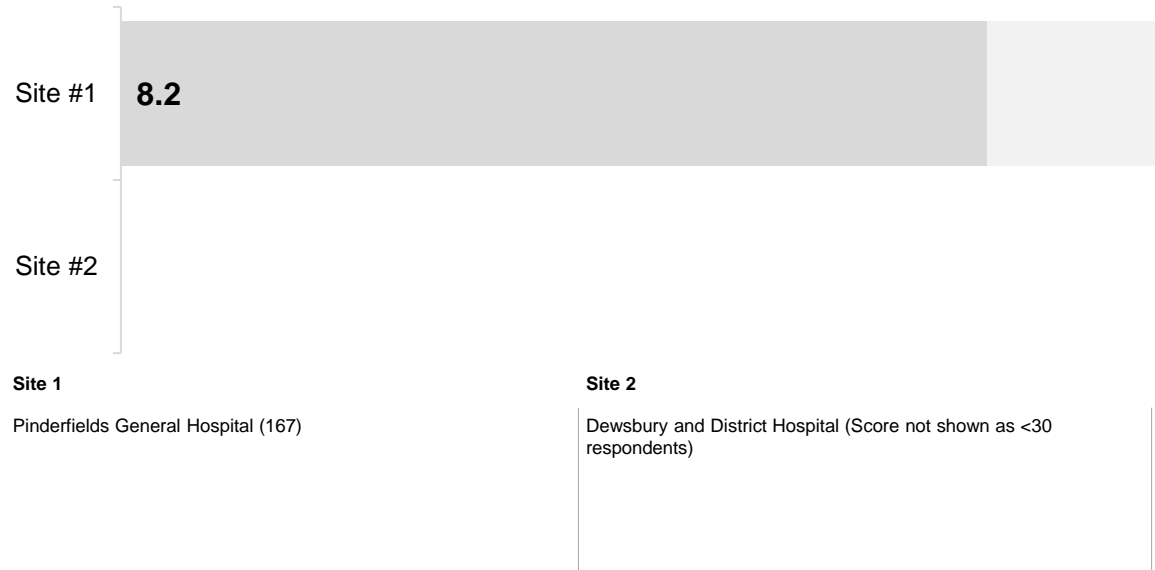 Site #1
8.2
Site #2
Site 1
Site 2
Pinderfields General Hospital (167)
Dewsbury and District Hospital (Score not shown as <30
respondents)